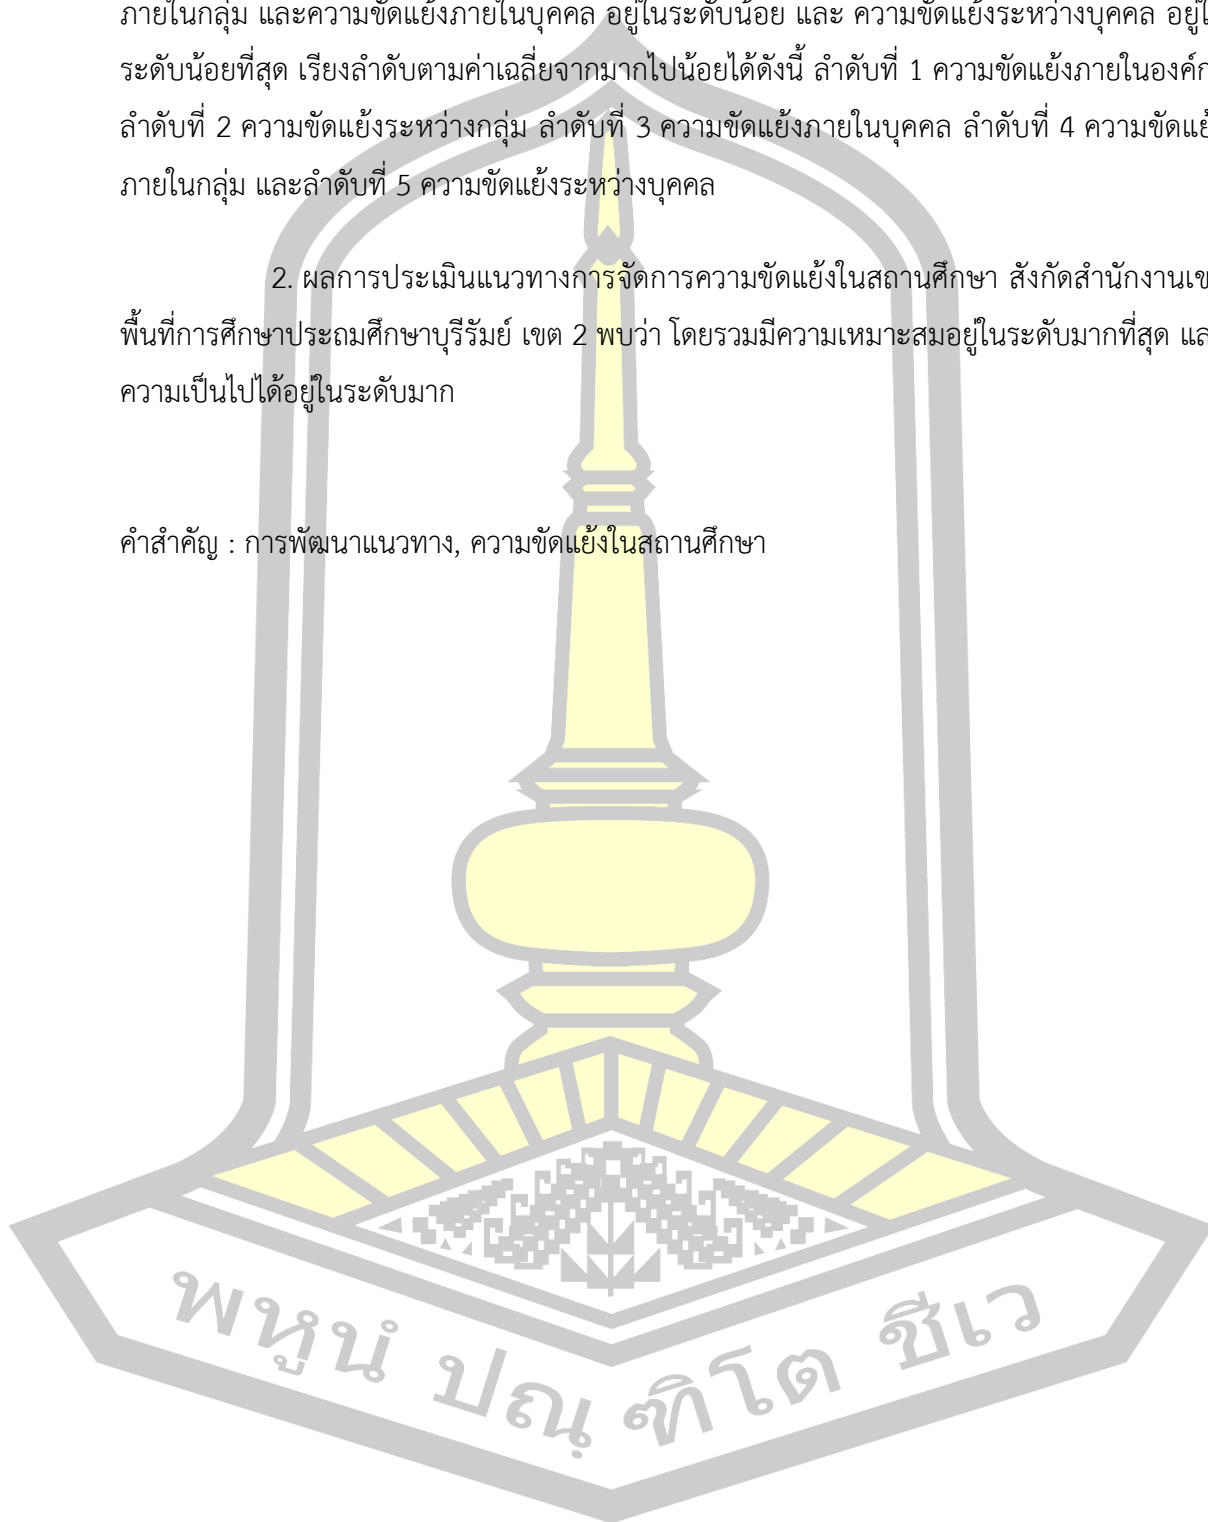 ภายในกลุ่ม และความขัดแย้งภายในบุคคล อยู่ในระดับน้อย และ ความขัดแย้งระหว่างบุคคล อยู่ใ
ระดับน้อยที่สุด เรียงลำดับตามค่าเฉลี่ยจากมากไปน้อยได้ดังนี้ ลำดับที่ 1 ความขัดแย้งภายในองค์ก
ลำดับที่ 2 ความขัดแย้งระหว่างกลุ่ม ลำดับที่ 3 ความขัดแย้งภายในบุคคล ลำดับที่ 4 ความขัดแย้
ภายในกลุ่ม และลำดับที่ 5 ความขัดแย้งระหว่างบุคคล
2. ผลการประเมินแนวทางการจัดการความขัดแย้งในสถานศึกษา สังกัดสำนักงานเข
พื้นที่การศึกษาประถมศึกษาบุรีรัมย์ เขต 2 พบว่า โดยรวมมีความเหมาะสมอยู่ในระดับมากที่สุด แล
ความเป็นไปได้อยู่ในระดับมาก
คำสำคัญ : การพัฒนาแนวทาง, ความขัดแย้งในสถานศึกษา
พหูนํ ปณฺ ฑิโต ชีเว